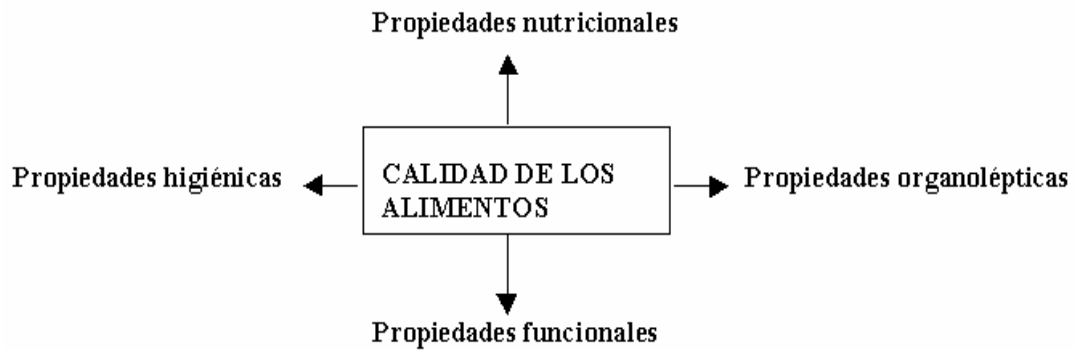 Propiedades nutricionales
Propiedades higiénicas
CALIDAD DE LOS
ALIMENTOS
Propiedades organolépticas
Propiedades funcionales